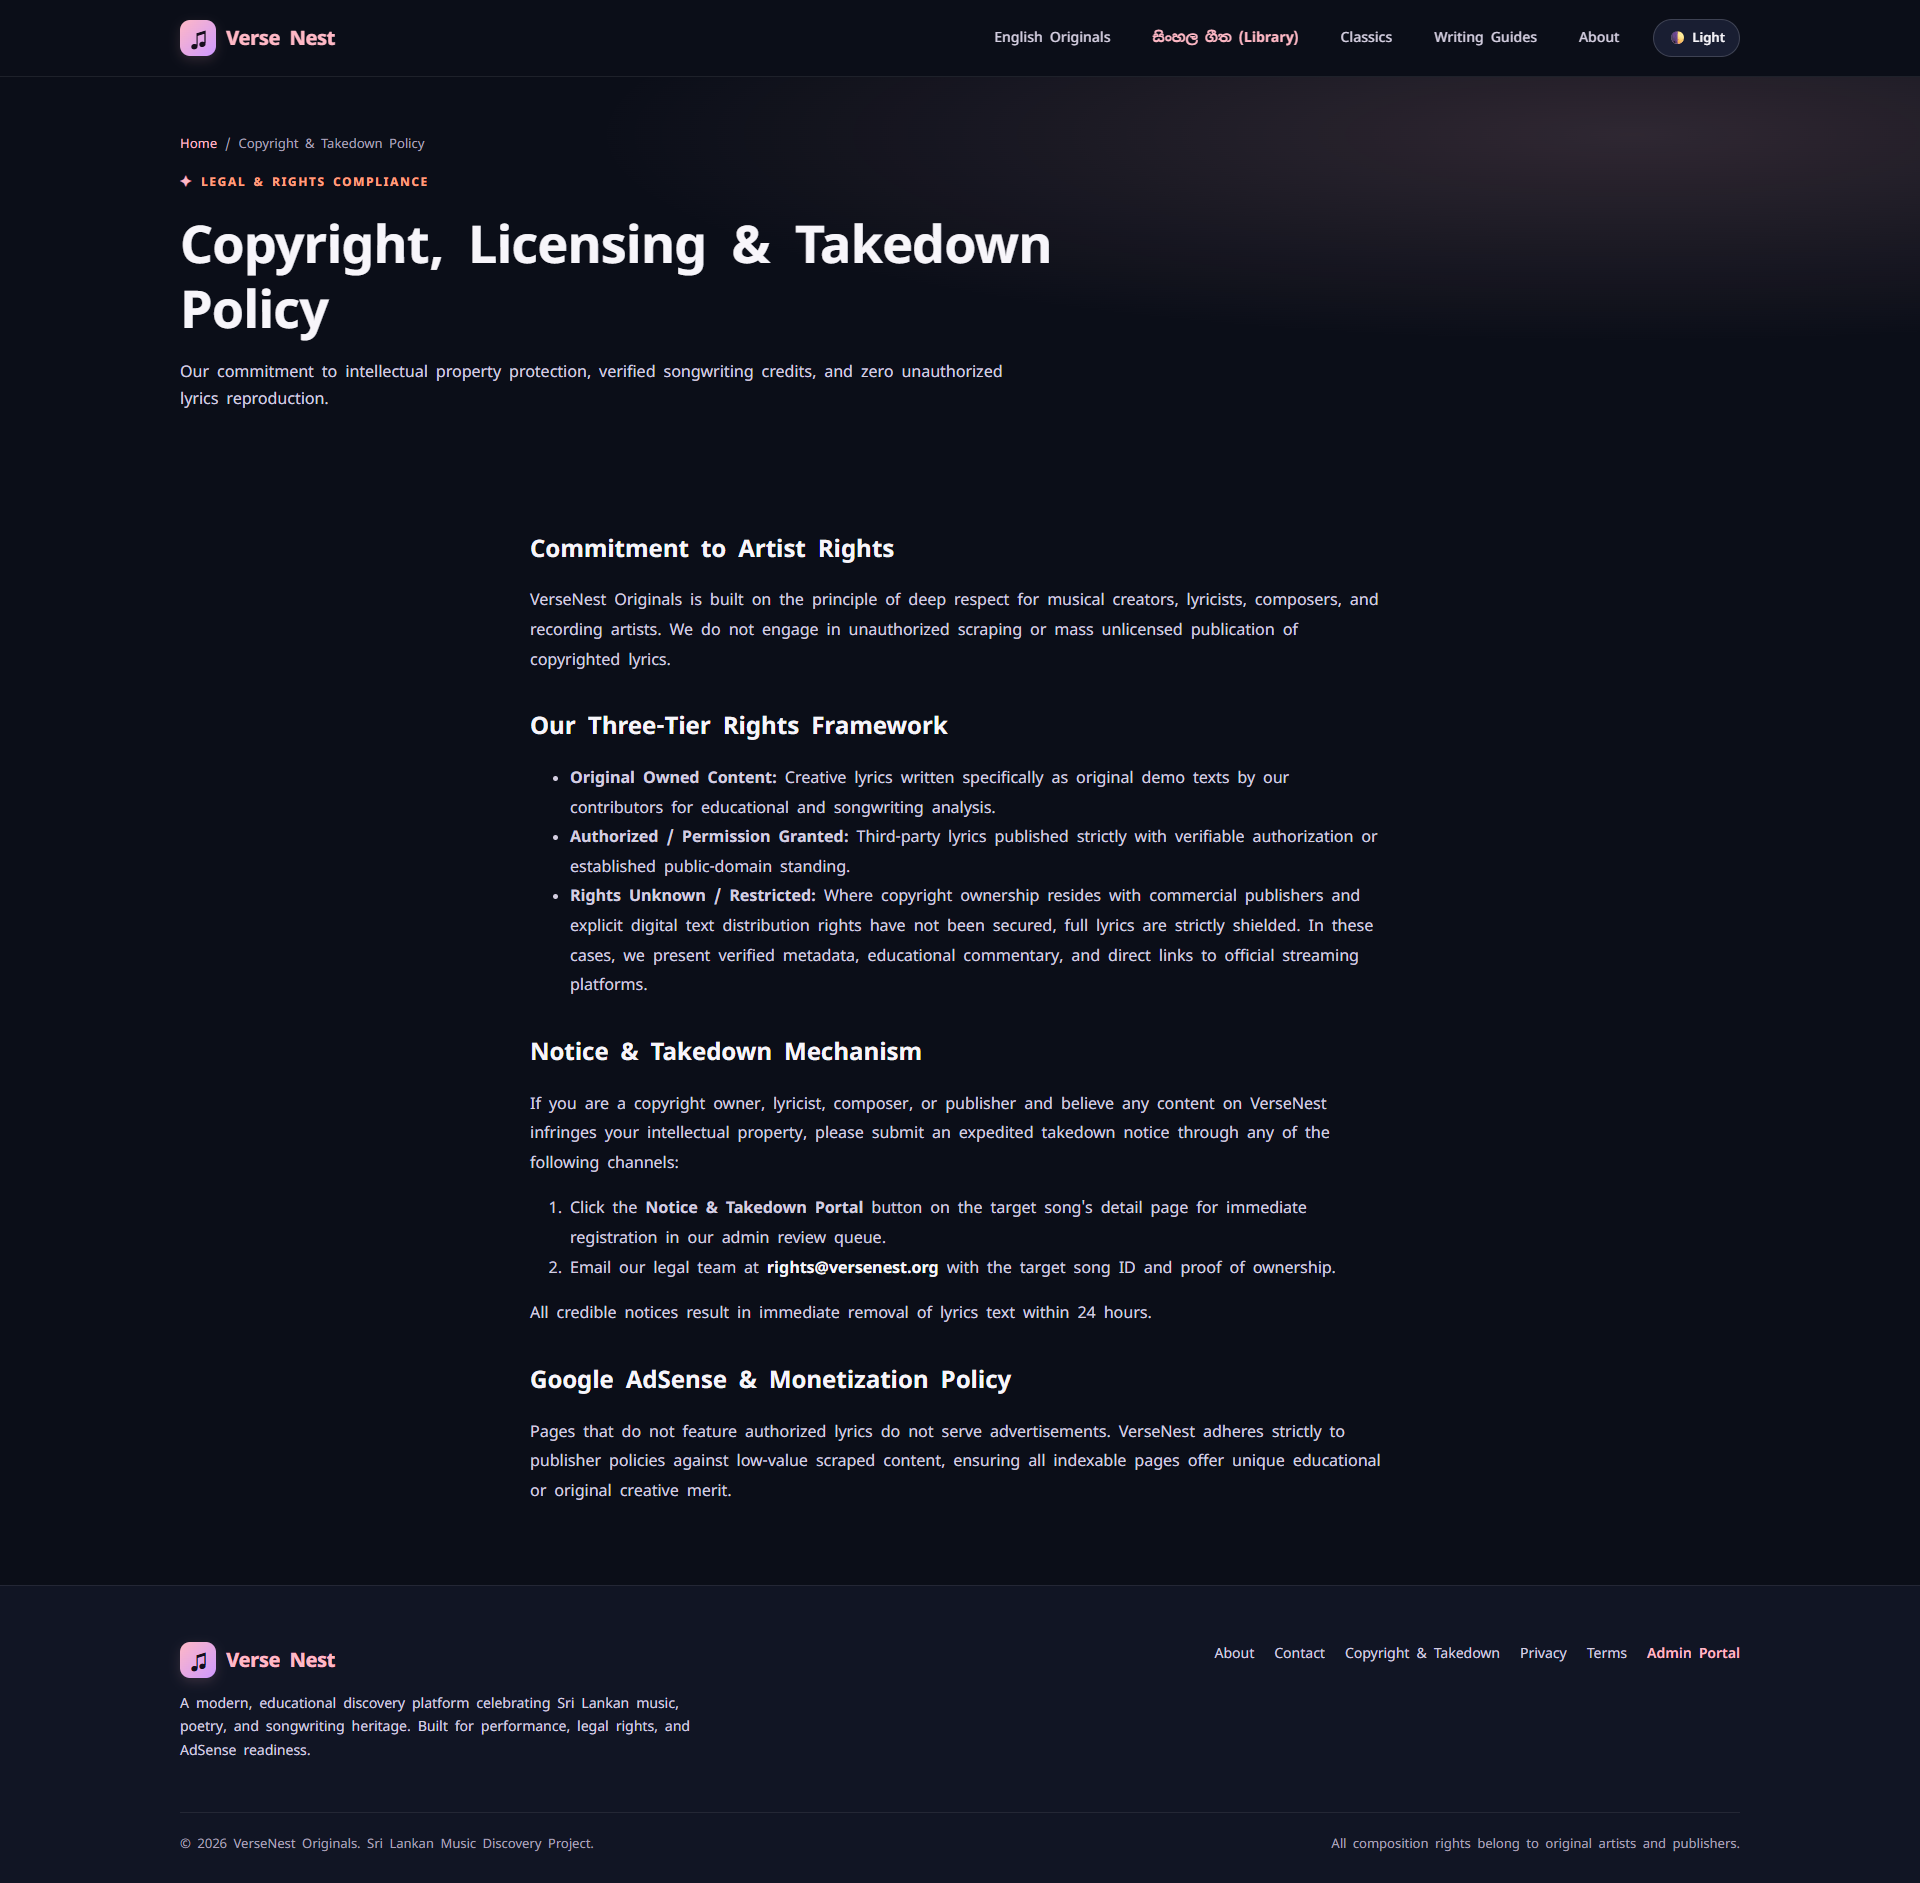 Verse Nest
English Originals
සිංහල ගීත (Library)
Classics
Writing Guides
About
Light
Home / Copyright & Takedown Policy
✦ LEGAL & RIGHTS COMPLIANCE
Copyright, Licensing & Takedown
Policy
Our commitment to intellectual property protection, verified songwriting credits, and zero unauthorized
lyrics reproduction.
Commitment to Artist Rights
VerseNest Originals is built on the principle of deep respect for musical creators, lyricists, composers, and
recording artists. We do not engage in unauthorized scraping or mass unlicensed publication of
copyrighted lyrics.
Our Three-Tier Rights Framework
• Original Owned Content: Creative lyrics written specifically as original demo texts by our
contributors for educational and songwriting analysis.
• Authorized / Permission Granted: Third-party lyrics published strictly with verifiable authorization or
established public-domain standing.
• Rights Unknown / Restricted: Where copyright ownership resides with commercial publishers and
explicit digital text distribution rights have not been secured, full lyrics are strictly shielded. In these
cases, we present verified metadata, educational commentary, and direct links to official streaming
platforms.
Notice & Takedown Mechanism
If you are a copyright owner, lyricist, composer, or publisher and believe any content on VerseNest
infringes your intellectual property, please submit an expedited takedown notice through any of the
following channels:
1. Click the Notice & Takedown Portal button on the target song's detail page for immediate
registration in our admin review queue.
2. Email our legal team at rights@versenest.org with the target song ID and proof of ownership.
All credible notices result in immediate removal of lyrics text within 24 hours.
Google AdSense & Monetization Policy
Pages that do not feature authorized lyrics do not serve advertisements. VerseNest adheres strictly to
publisher policies against low-value scraped content, ensuring all indexable pages offer unique educational
or original creative merit.
Verse Nest
A modern, educational discovery platform celebrating Sri Lankan music,
poetry, and songwriting heritage. Built for performance, legal rights, and
AdSense readiness.
About
Contact
Copyright & Takedown
Privacy
Terms
Admin Portal
© 2026 VerseNest Originals. Sri Lankan Music Discovery Project.
All composition rights belong to original artists and publishers.